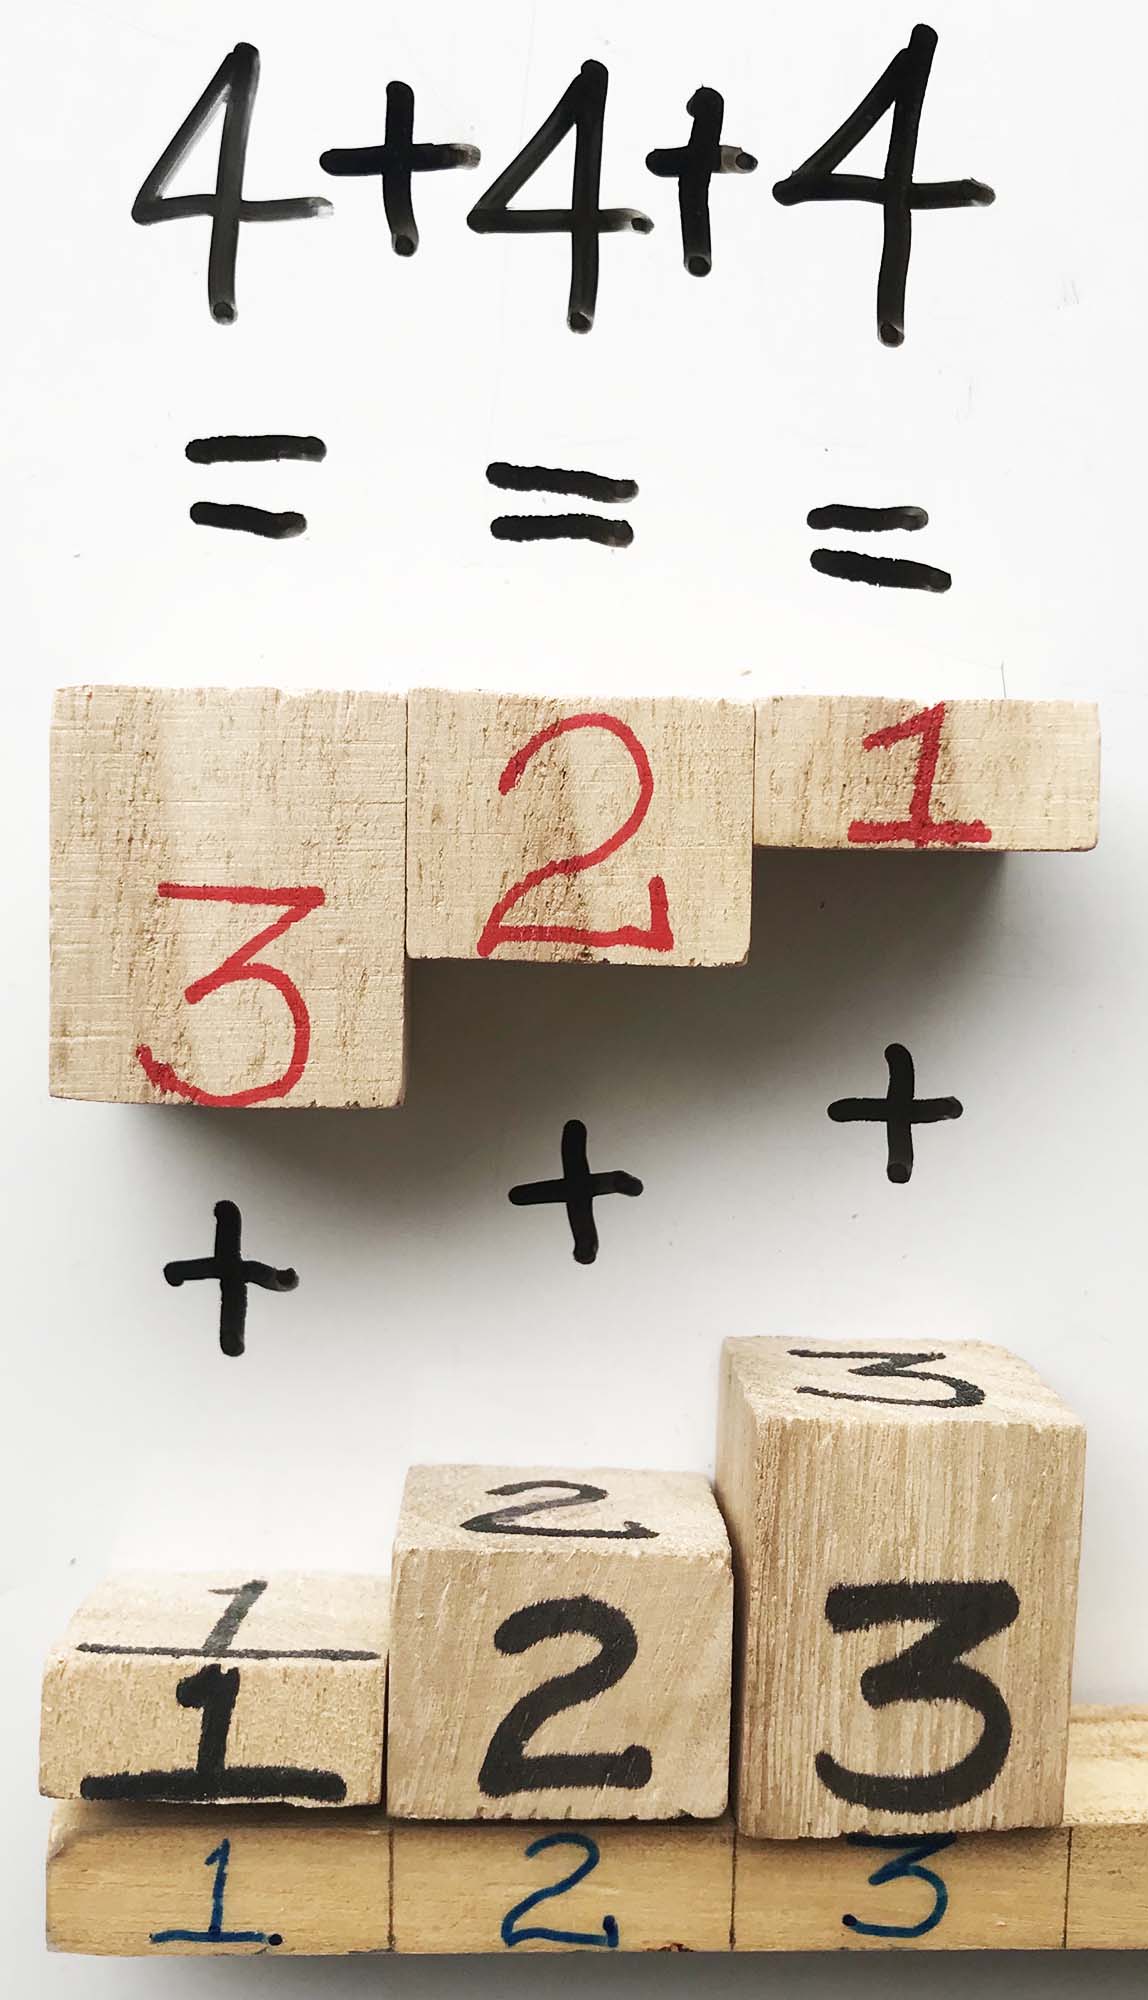 4+4+4
= = =
3 2 1
+ + +
1 2 3
1 2 3
1. 2. 3